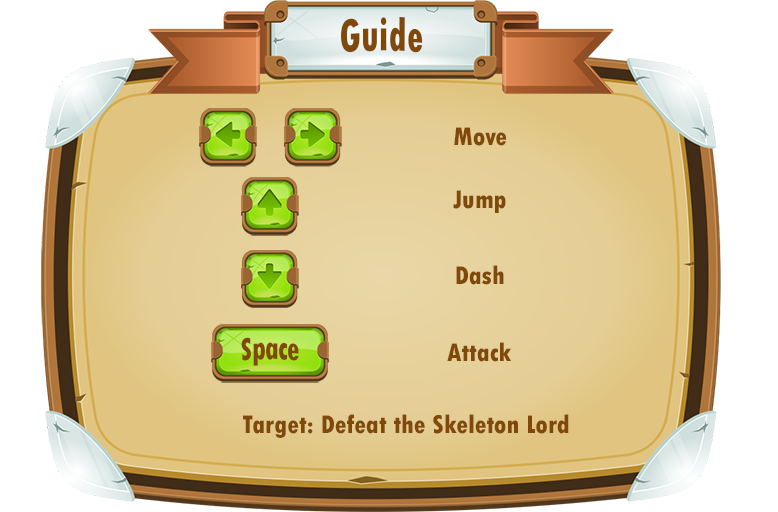 Guide
Move
Jump
Dash
Space Attack
Target: Defeat the Skeleton Lord